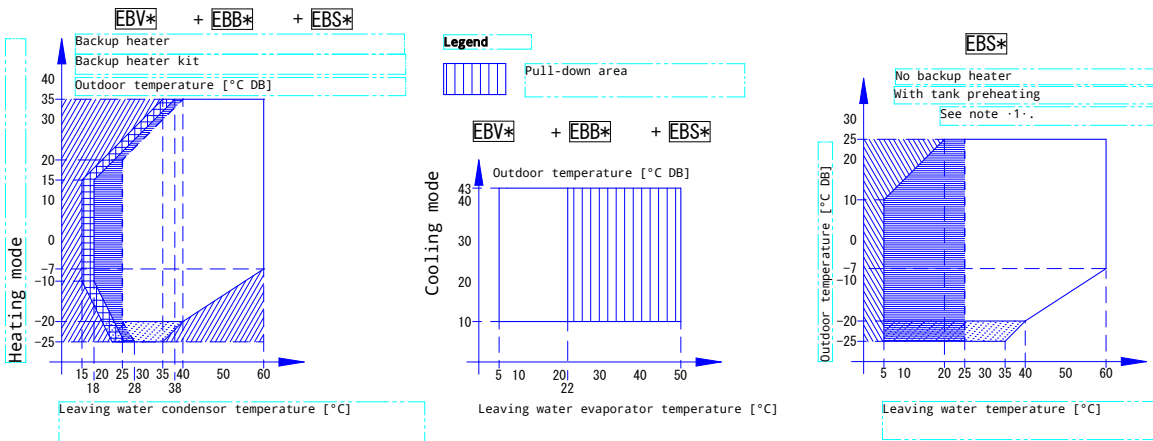 EBV* + EBB* + EBS*
Backup heater
Backup heater kit
Outdoor temperature [°C DB]
Heating mode
40
35
30
20
15
10
0
-7
-10
-20
-25
15 20 25 30 35 40 50 60
18 28 38
Leaving water condensor temperature [°C]
Legend
Pull-down area
EBV* + EBB* + EBS*
Outdoor temperature [°C DB]
Cooling mode
43
40
30
20
10
5 10 20 30 40 50
22
Leaving water evaporator temperature [°C]
EBS*
No backup heater
With tank preheating
See note ·1·.
Outdoor temperature [°C DB]
30
25
20
10
0
-7
-10
-20
-25
5 10 20 25 30 35 40 50 60
Leaving water temperature [°C]